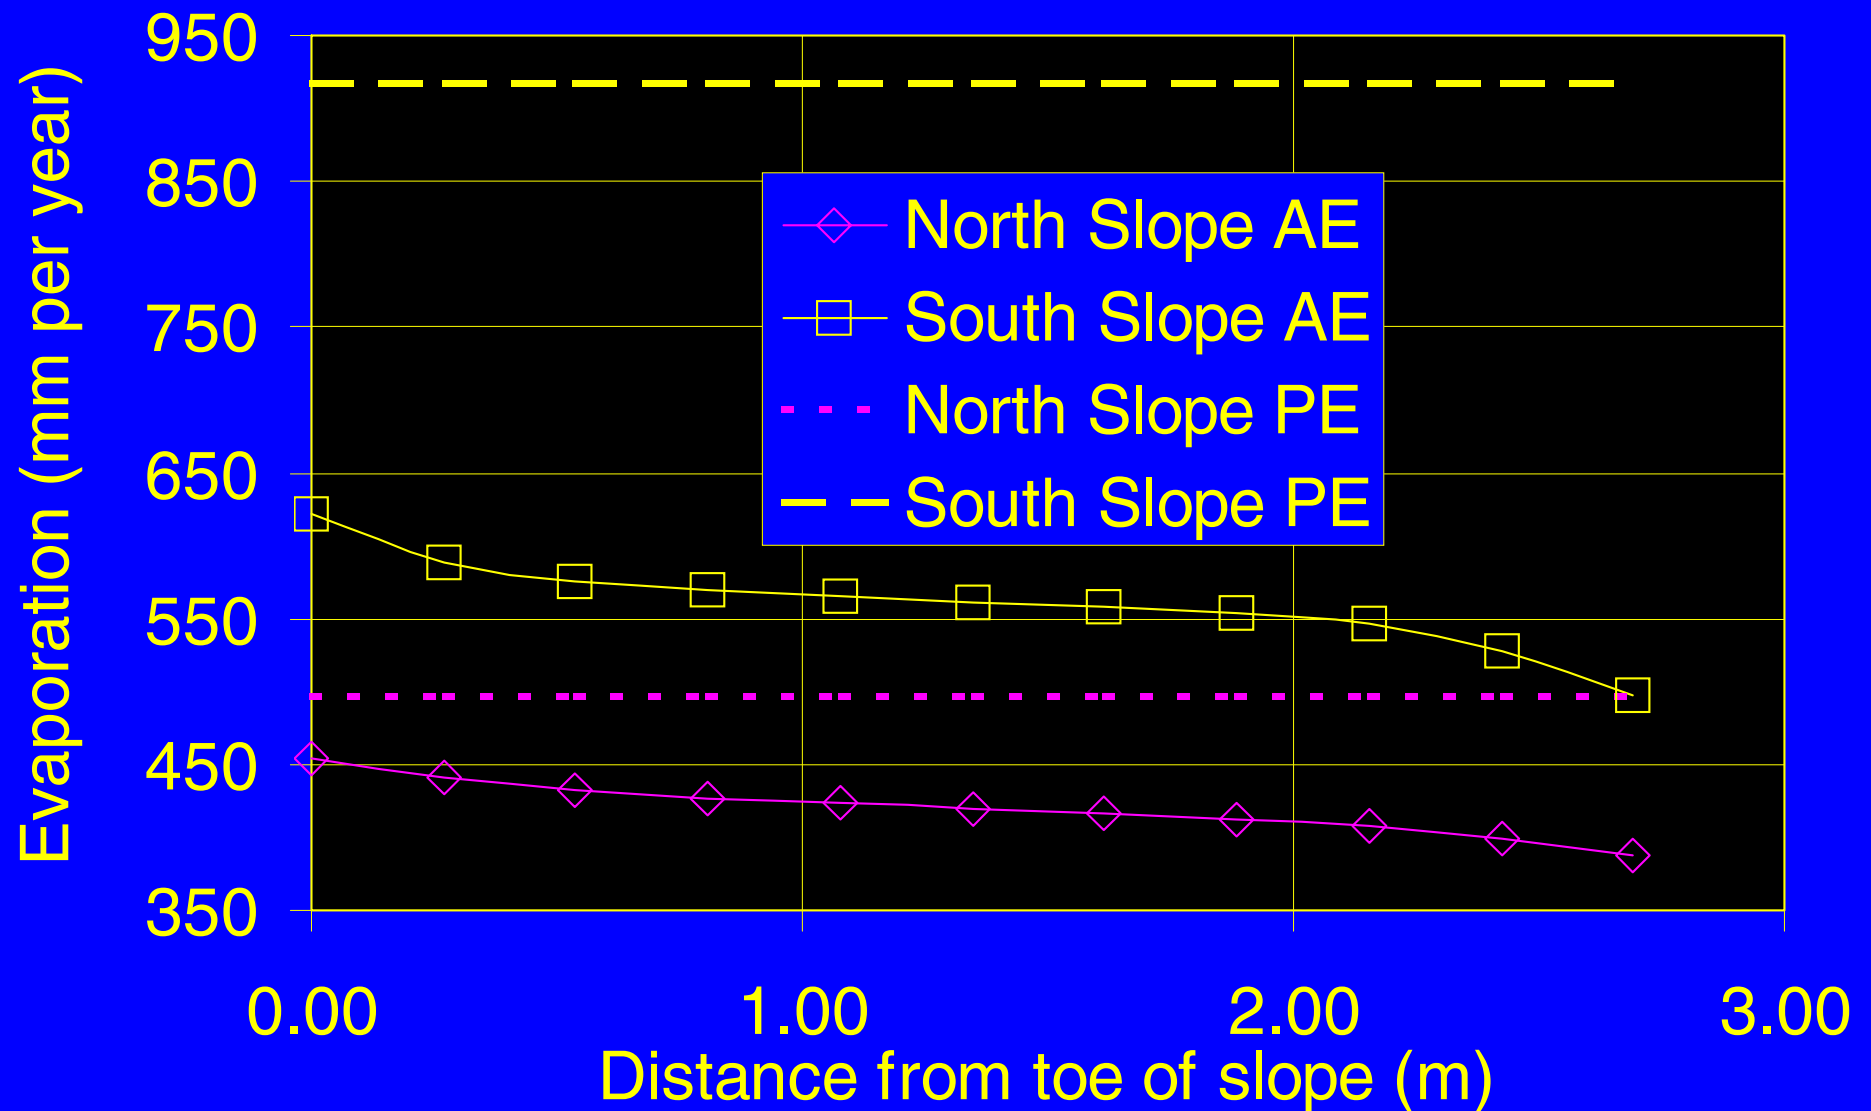 Evaporation (mm per year)
950
850
750
650
550
450
350
North Slope AE
South Slope AE
North Slope PE
South Slope PE
0.00 1.00 2.00 3.00
Distance from toe of slope (m)